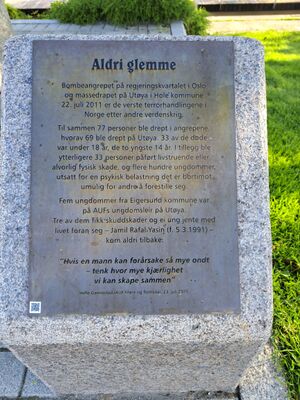 Aldri glemme
Bombeangrepet på regjeringskvartalet i Oslo
og massedrapet på Utøya i Hole kommune
22. juli 2011 er de verste terrorhandlingene i
Norge etter andre verdenskrig.
Til sammen 77 personer ble drept i angrepene,
hvorav 69 ble drept på Utøya. 33 av de døde
var under 18 år, de to yngste 14 år. I tillegg ble
ytterligere 33 personer påført livstruende eller
alvorlig fysisk skade, og flere hundre ungdommer
utsatt for en psykisk belastning det er bortimot
umulig for andre å forestille seg.
Fem ungdommer fra Eigersund kommune var
på AUFs ungdomsleir på Utøya.
Tre av dem fikk skuddskader og ei ung jente med
livet foran seg – Jamil Rafal Yasin (f. 5.3.1991) –
kom aldri tilbake.
"Hvis en mann kan forårsake så mye ondt
– tenk hvor mye kjærlighet
vi kan skape sammen"